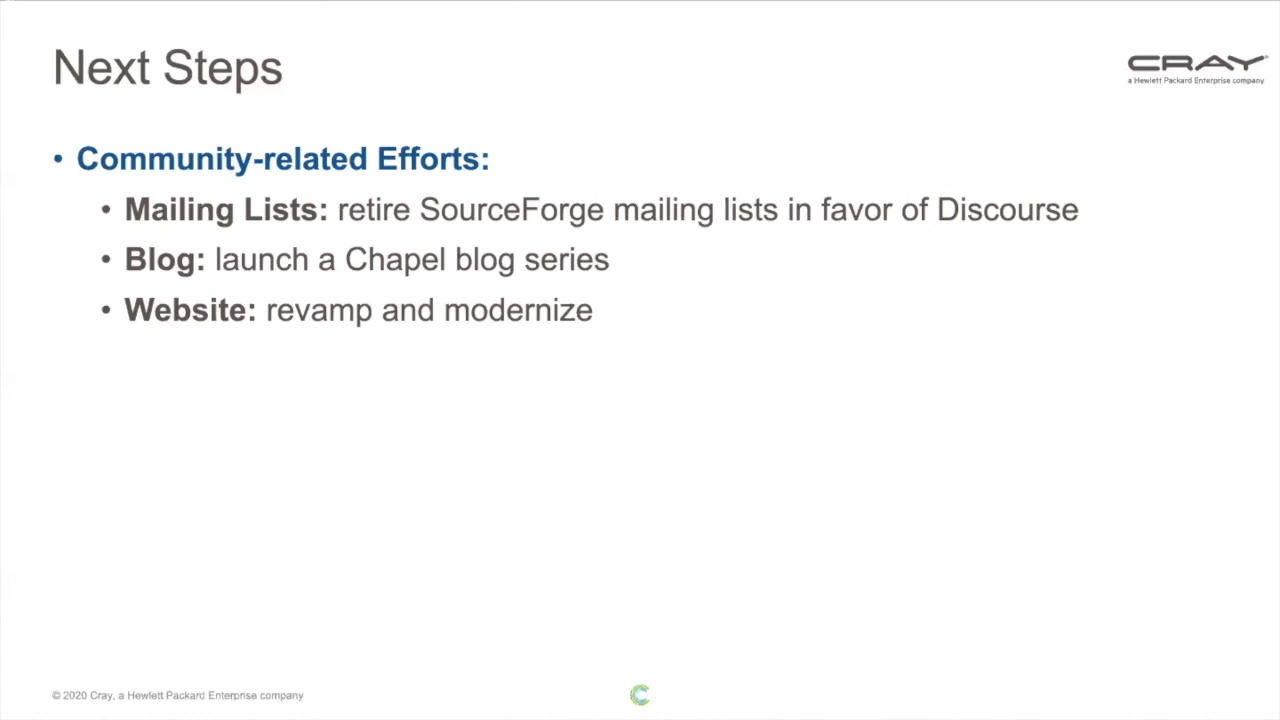 Next Steps
CRAY
a Hewlett Packard Enterprise company
• Community-related Efforts:
• Mailing Lists: retire SourceForge mailing lists in favor of Discourse
• Blog: launch a Chapel blog series
• Website: revamp and modernize
© 2020 Cray, a Hewlett Packard Enterprise company